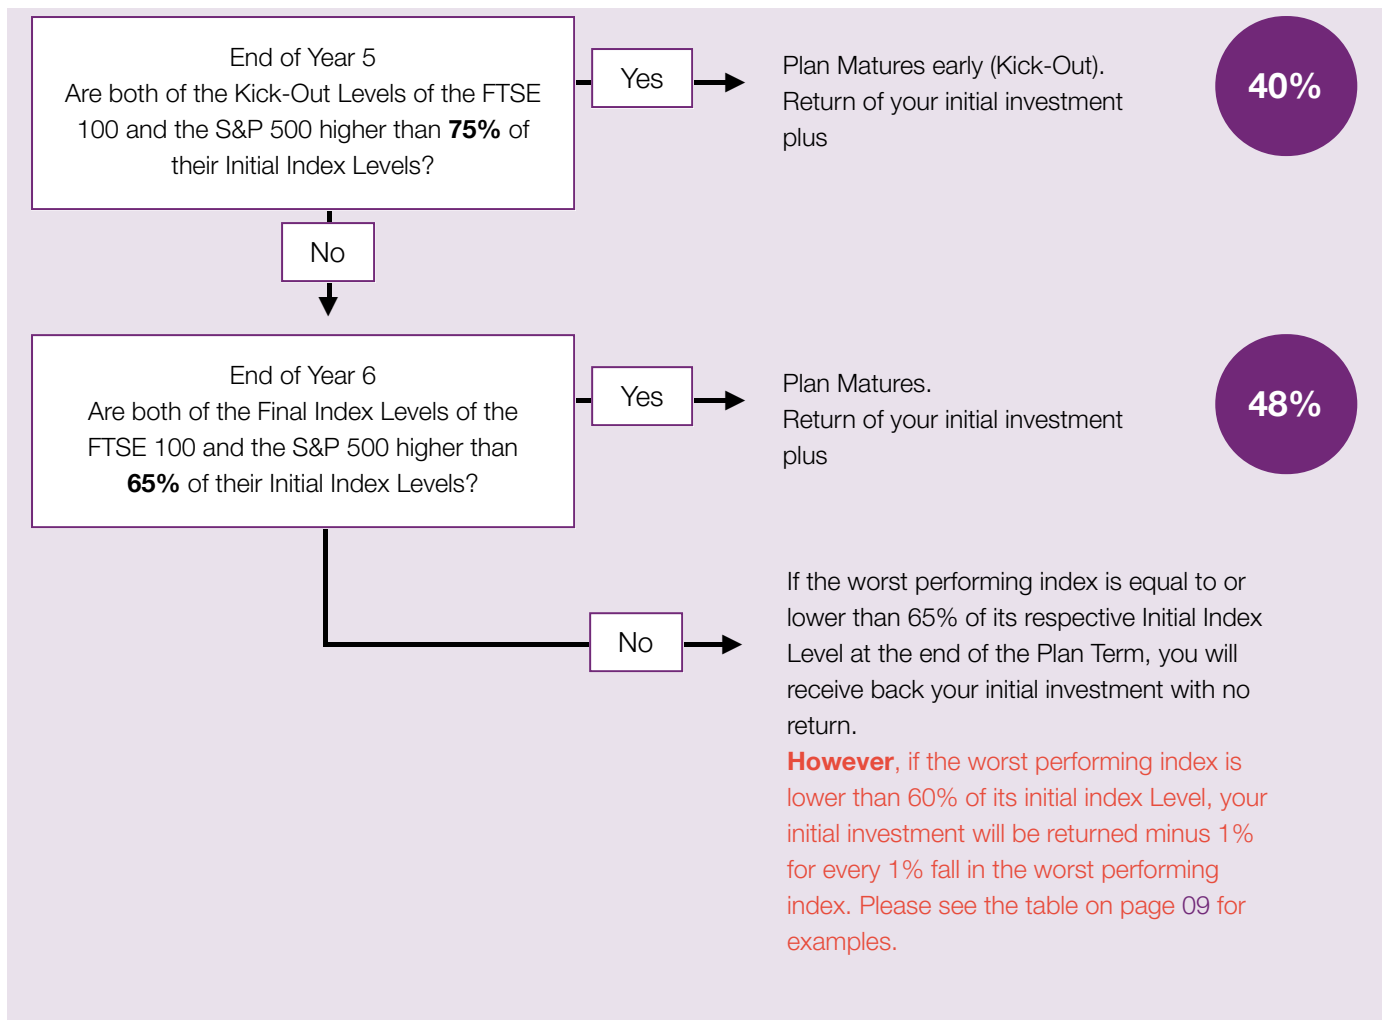 End of Year 5
Are both of the Kick-Out Levels of the FTSE
100 and the S&P 500 higher than 75% of
their Initial Index Levels?
Yes
Plan Matures early (Kick-Out).
Return of your initial investment
plus
40%
No
End of Year 6
Are both of the Final Index Levels of the
FTSE 100 and the S&P 500 higher than
65% of their Initial Index Levels?
Yes
Plan Matures.
Return of your initial investment
plus
48%
No
If the worst performing index is equal to or
lower than 65% of its respective Initial Index
Level at the end of the Plan Term, you will
receive back your initial investment with no
return.
However, if the worst performing index is
lower than 60% of its initial index Level, your
initial investment will be returned minus 1%
for every 1% fall in the worst performing
index. Please see the table on page 09 for
examples.